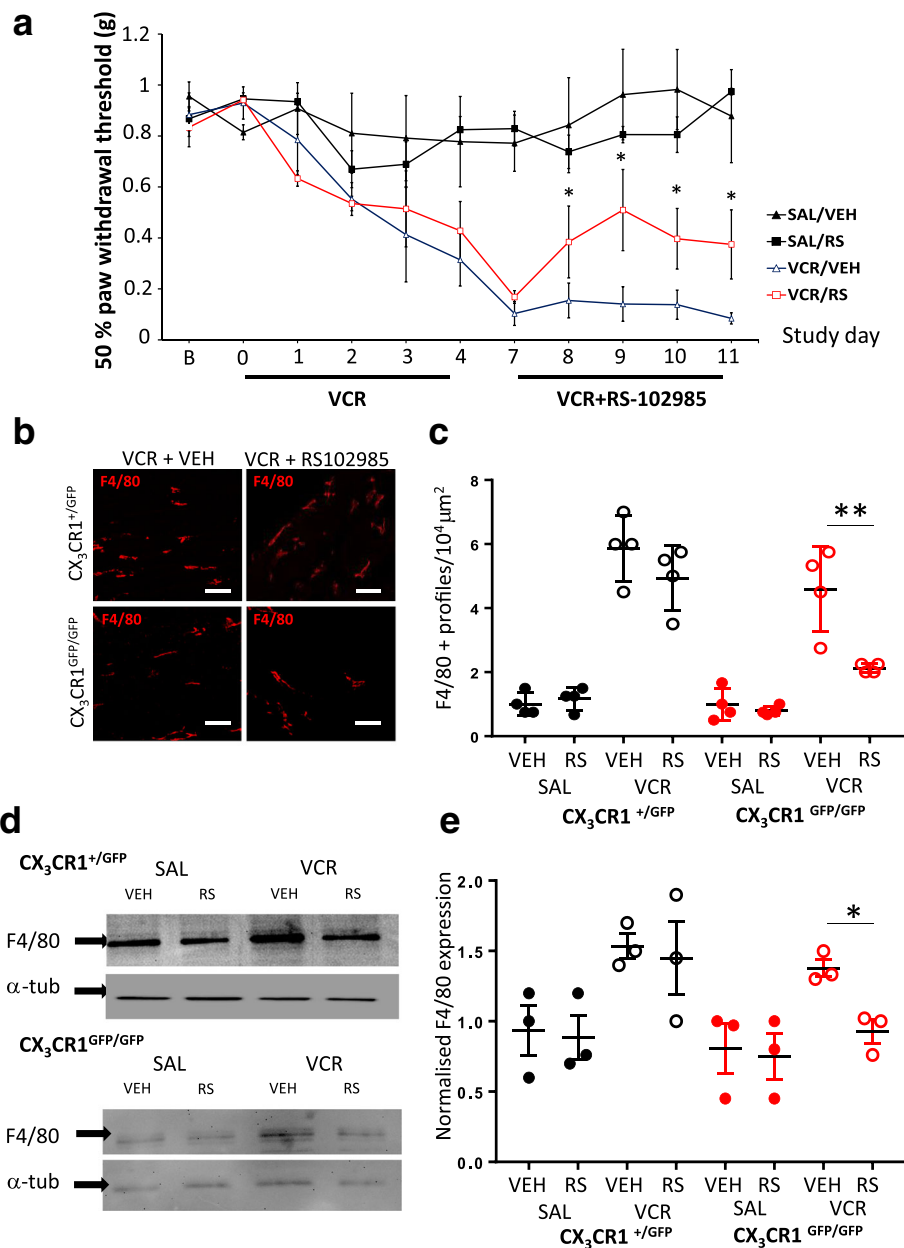 a
50 % paw withdrawal threshold (g)
1.2
1
0.8
0.6
0.4
0.2
0
* * * *
B 0 1 2 3 4 7 8 9 10 11
Study day
VCR VCR+RS-102985
SAL/VEH
SAL/RS
VCR/VEH
VCR/RS
b
VCR + VEH VCR + RS102985
CX3CR1+/GFP
F4/80 F4/80
CX3CR1GFP/GFP
F4/80 F4/80
c
F4/80 + profiles/10⁴ μm²
8
6
4
2
0
**
VEH RS VEH RS VEH RS VEH RS
SAL VCR SAL VCR
CX₃CR1 +/GFP CX₃CR1 GFP/GFP
d
CX₃CR1+/GFP
SAL VCR
VEH RS VEH RS
F4/80
α-tub
CX₃CR1GFP/GFP
SAL VCR
VEH RS VEH RS
F4/80
α-tub
e
Normalised F4/80 expression
2.0
1.5
1.0
0.5
0.0
*
VEH RS VEH RS VEH RS VEH RS
SAL VCR SAL VCR
CX₃CR1 +/GFP CX₃CR1 GFP/GFP